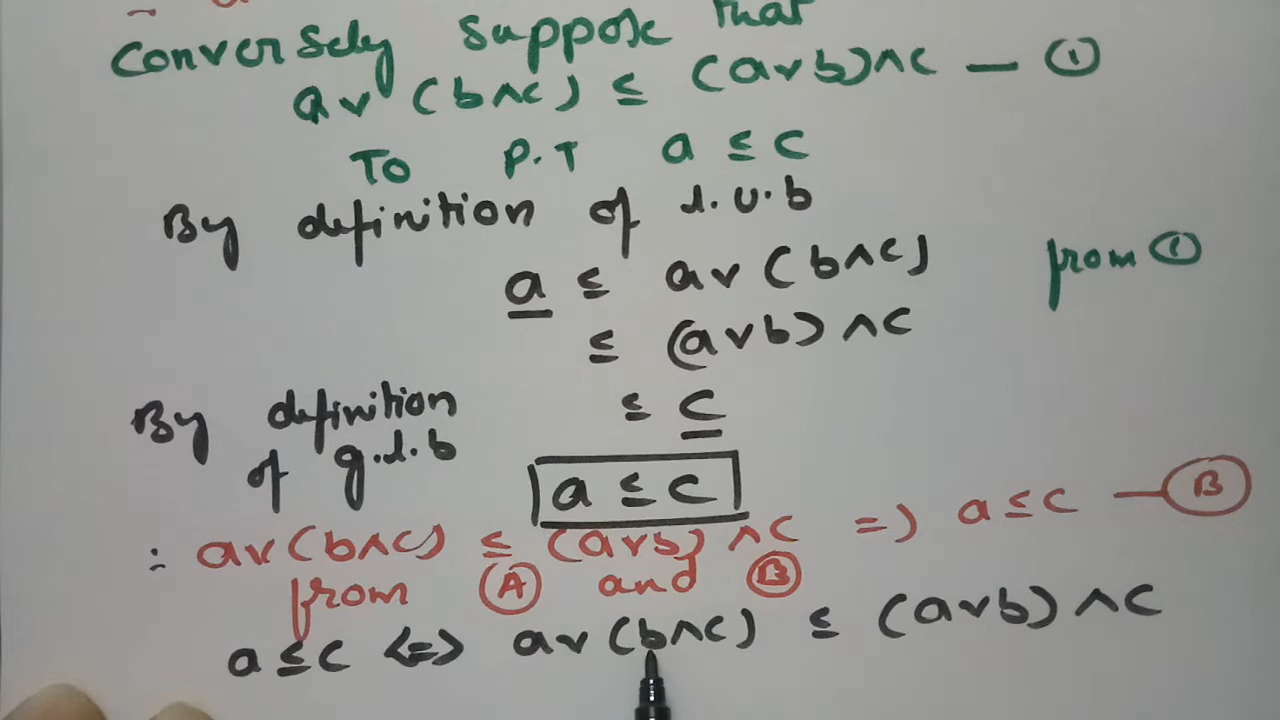 Conversely suppose that
a∨(b∧c) ≤ (a∨b)∧c — ①
To P.T a ≤ c
By definition of l.u.b
a ≤ a∨(b∧c) from ①
≤ (a∨b)∧c
By definition ≤ c
of g.l.b
a ≤ c
∴ a∨(b∧c) ≤ (a∨b)∧c => a≤c — Ⓑ
from Ⓐ and Ⓑ
a≤c <=> a∨(b∧c) ≤ (a∨b)∧c